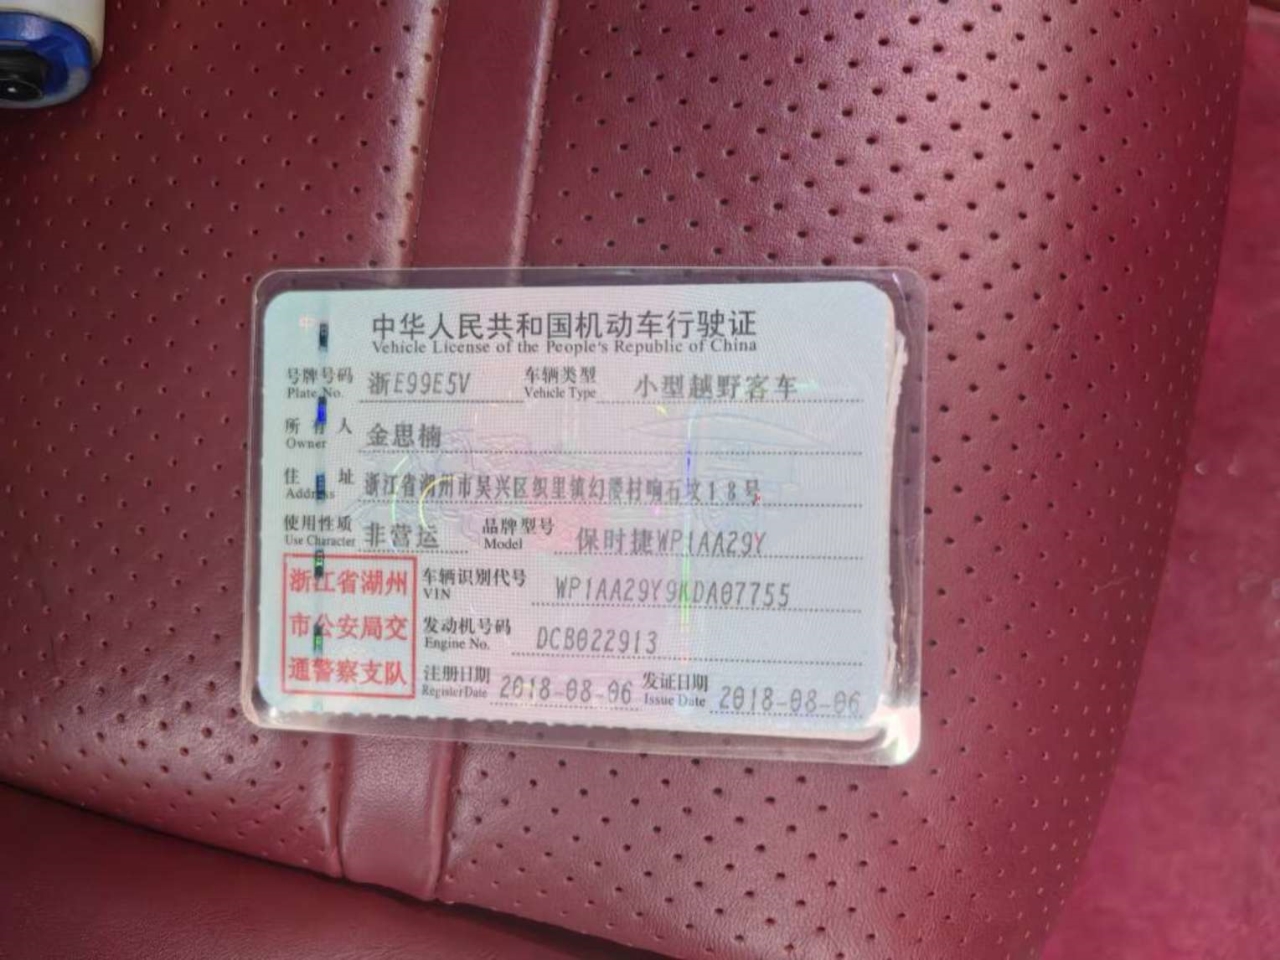 中华人民共和国机动车行驶证
Vehicle License of the People's Republic of China
号牌号码 浙E99E5V 车辆类型 小型越野客车
Plate No. Vehicle Type
所有人 金思楠
Owner
住址 浙江省湖州市吴兴区织里镇幻溇村响石坟18号
Address
使用性质 非营运 品牌型号 保时捷WP1AA29Y
Use Character Model
浙江省湖州
市公安局交
通警察支队
车辆识别代号 WP1AA29Y9KDA07755
VIN
发动机号码 DCB022913
Engine No.
注册日期 2018-08-06 发证日期 2018-08-06
Register Date Issue Date